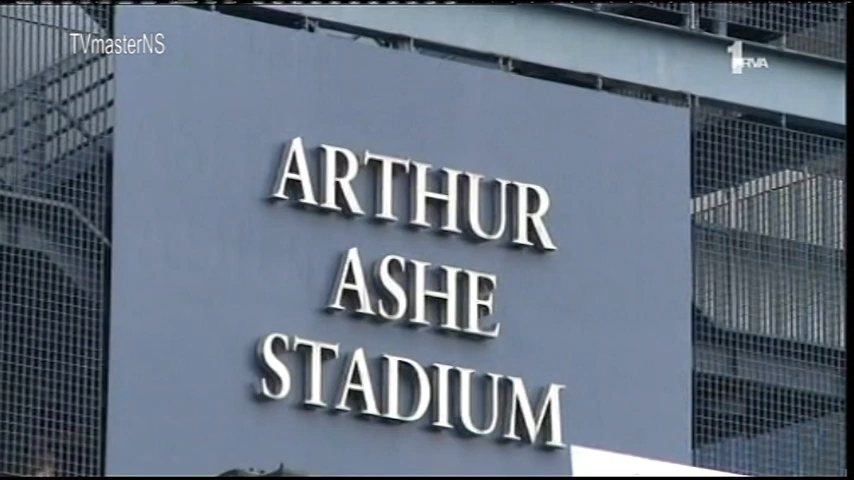 TVmasterNS
1
PRVA
ARTHUR
ASHE
STADIUM